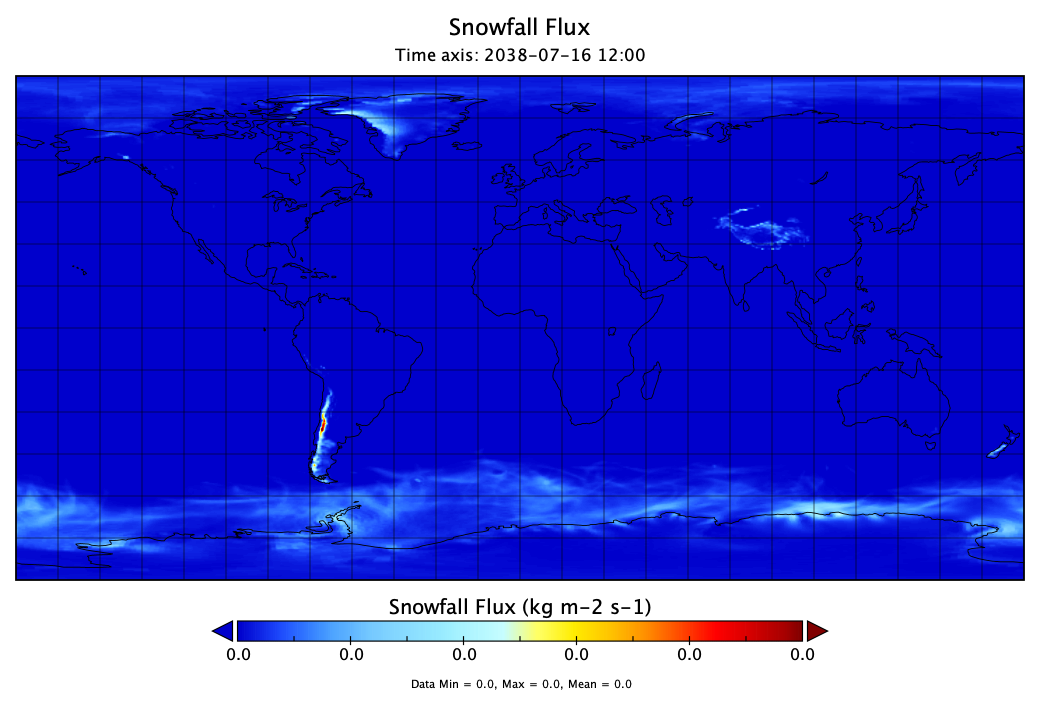 Snowfall Flux
Time axis: 2038-07-16 12:00
Snowfall Flux (kg m-2 s-1)
0.0 0.0 0.0 0.0 0.0 0.0
Data Min = 0.0, Max = 0.0, Mean = 0.0